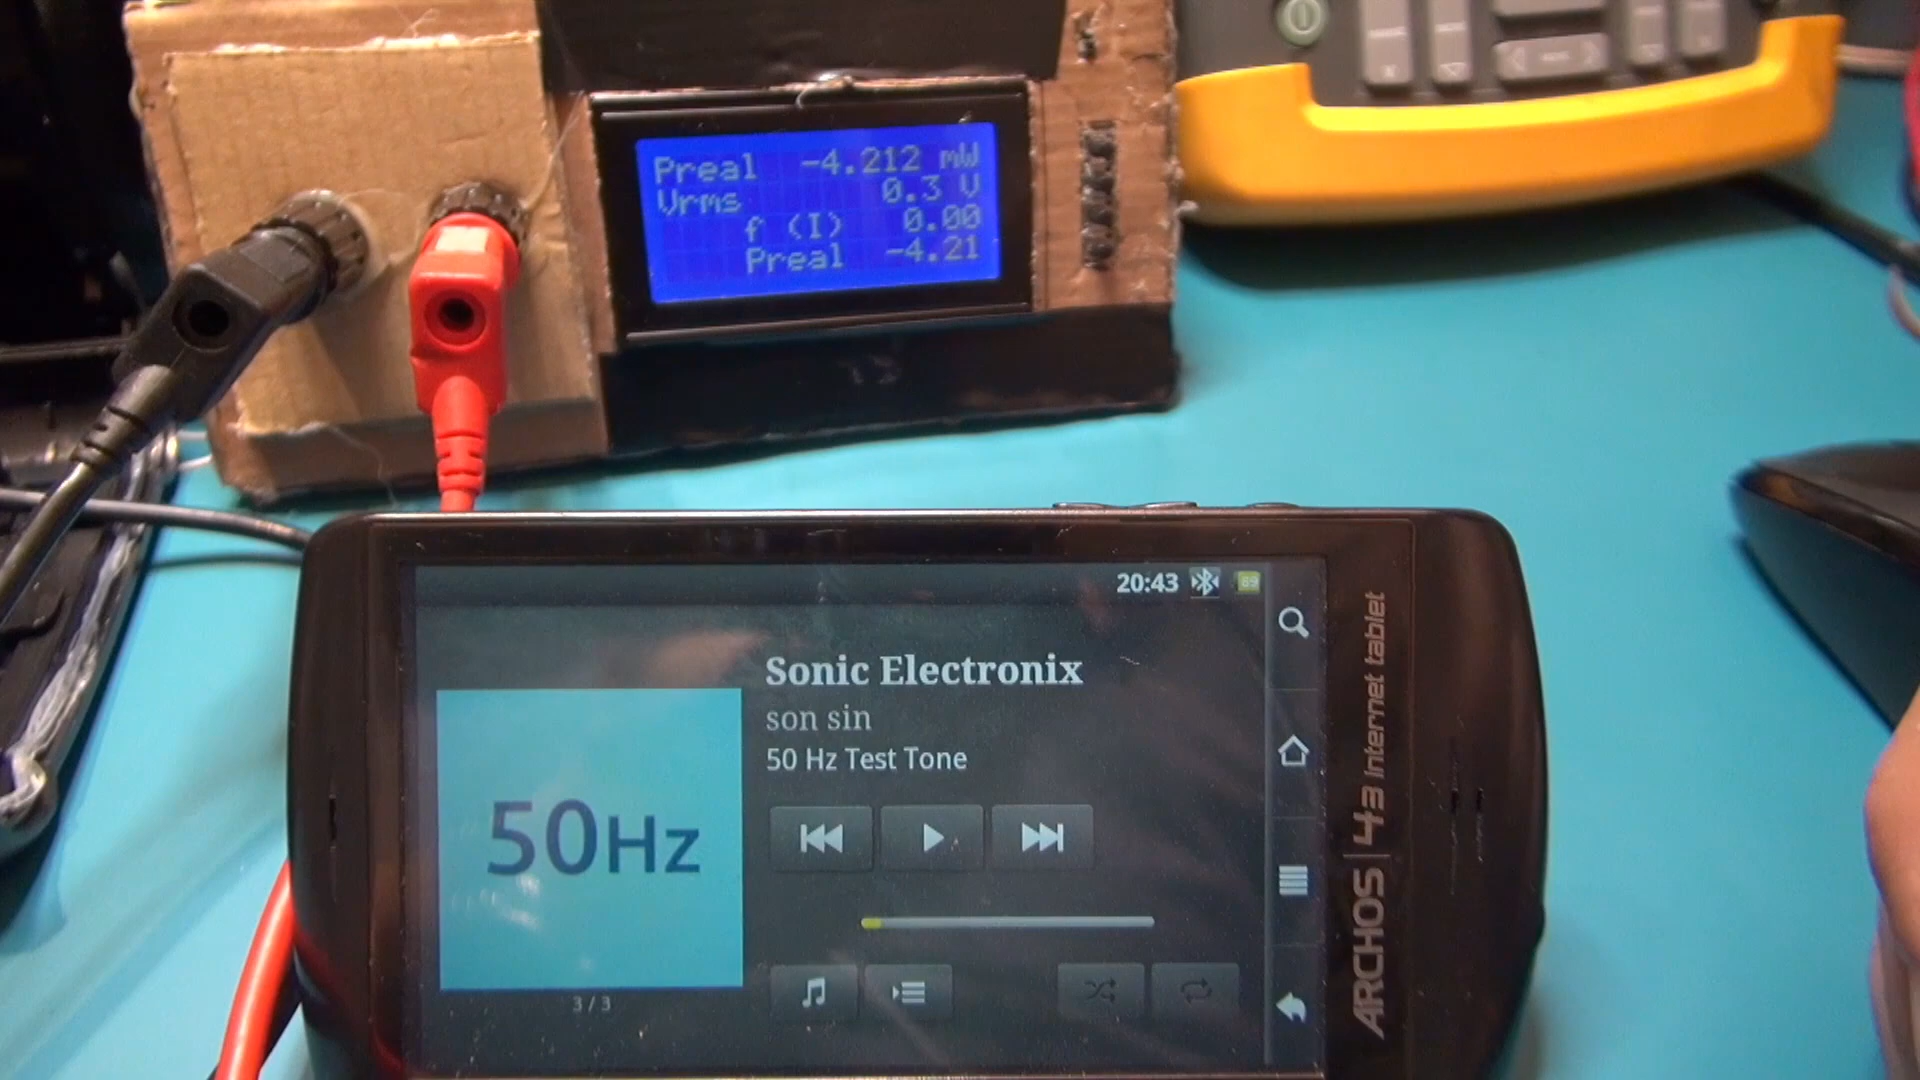 Preal -4.212 mW
Vrms 0.3 V
f (I) 0.00
Preal -4.21
20:43
89
Sonic Electronix
son sin
50 Hz Test Tone
50Hz
3 / 3
ARCHOS | 43 internet tablet